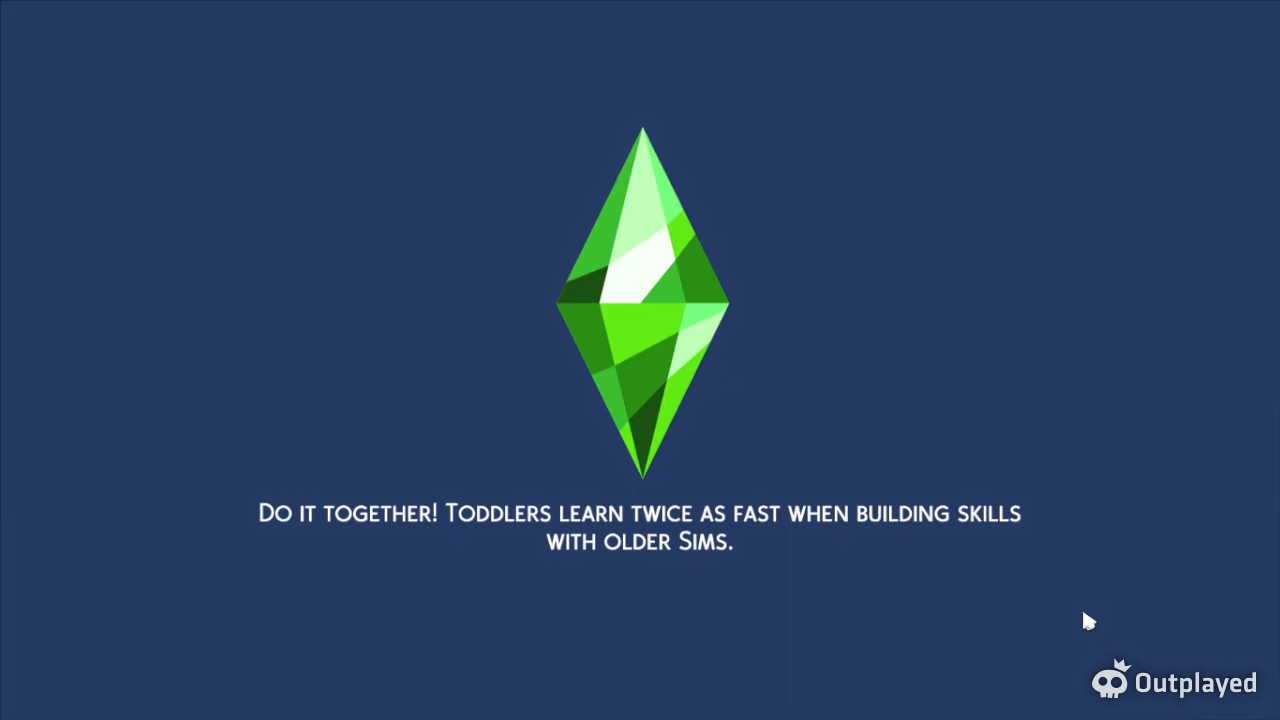 Do it together! Toddlers learn twice as fast when building skills
with older Sims.
Outplayed